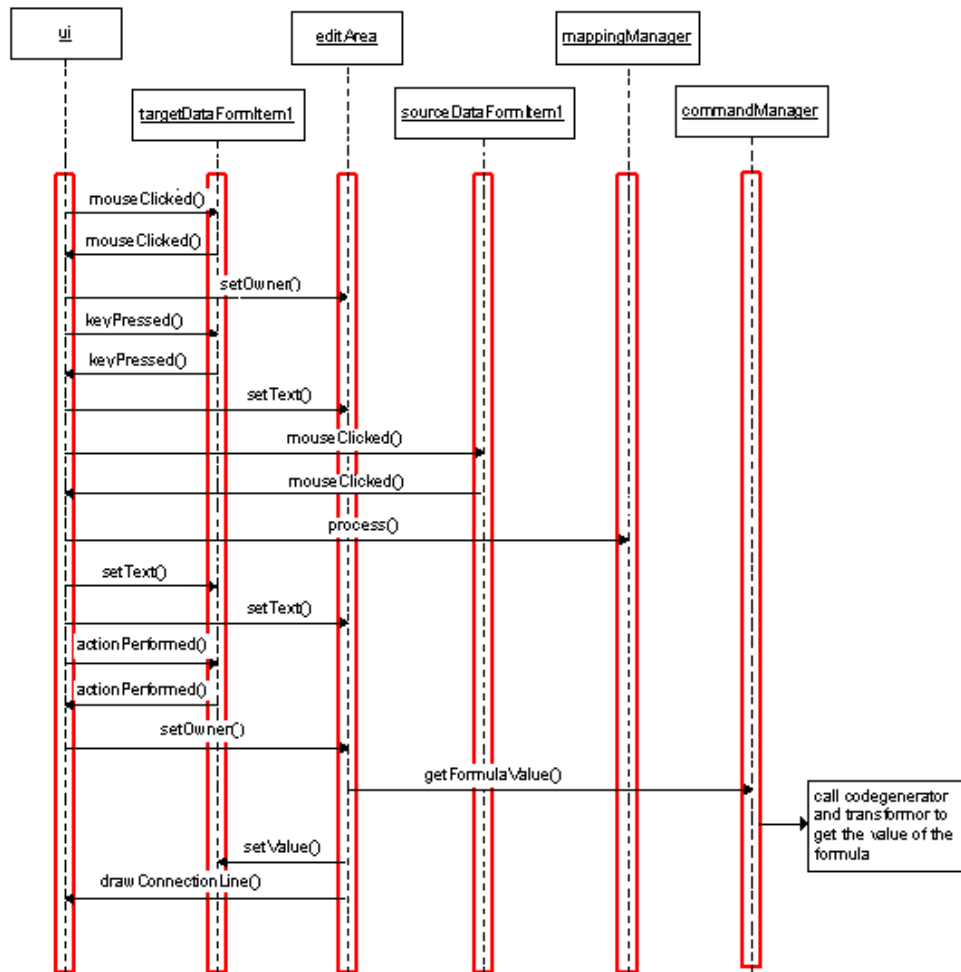 ui
editArea
mappingManager
targetDataFormItem1
sourceDataFormItem1
commandManager
mouseClicked()
mouseClicked()
setOwner()
keyPressed()
keyPressed()
setText()
mouseClicked()
mouseClicked()
process()
setText()
setText()
actionPerformed()
actionPerformed()
setOwner()
getFormulaValue()
call codegenerator
and transformor to
get the value of the
formula
setValue()
drawConnectionLine()